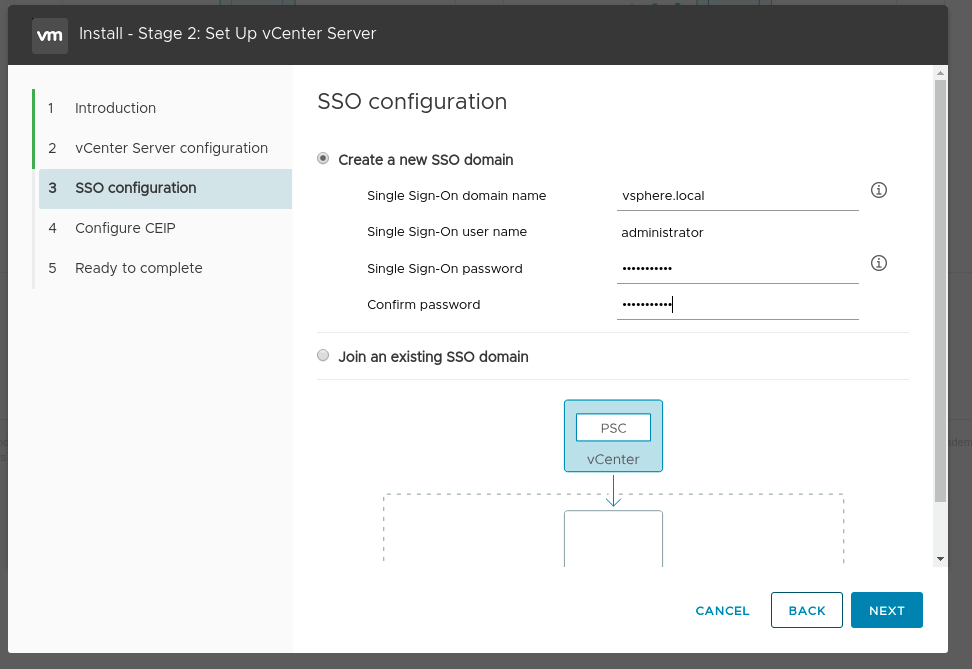 vm Install - Stage 2: Set Up vCenter Server
1 Introduction
2 vCenter Server configuration
3 SSO configuration
4 Configure CEIP
5 Ready to complete
SSO configuration
Create a new SSO domain
Single Sign-On domain name vsphere.local
Single Sign-On user name administrator
Single Sign-On password •••••••••••
Confirm password •••••••••••
Join an existing SSO domain
PSC
vCenter
CANCEL BACK NEXT